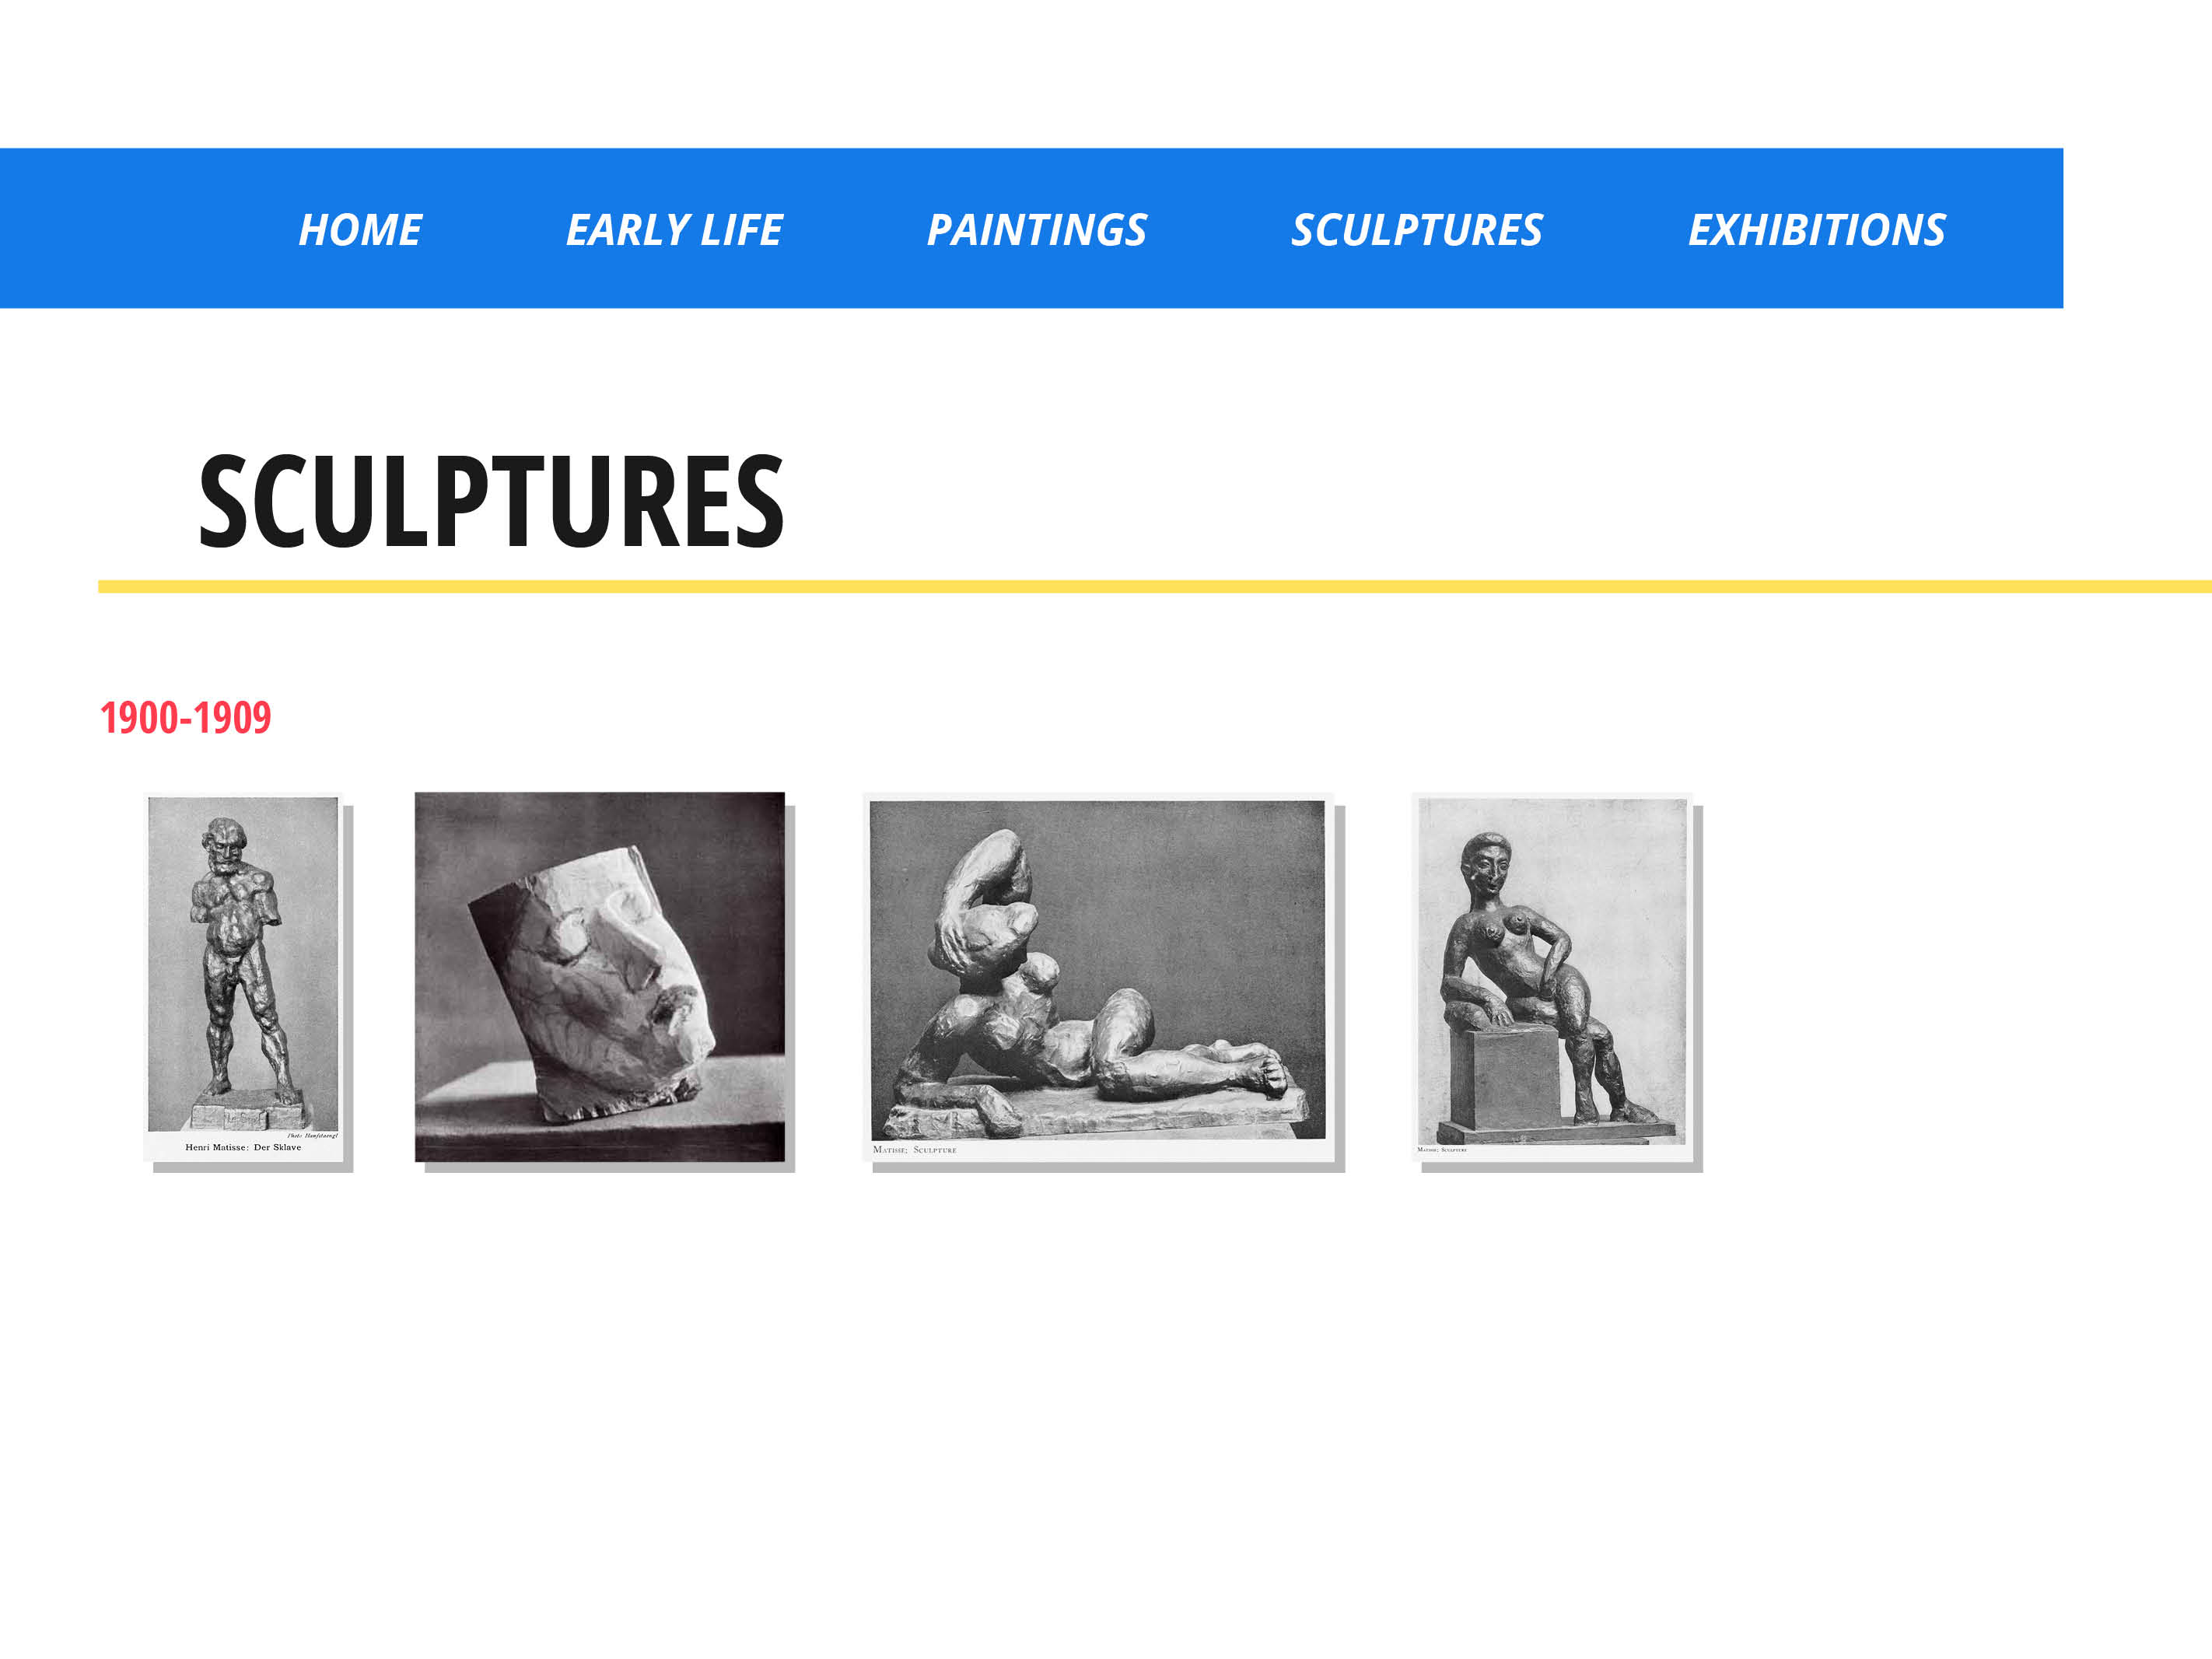 HOME EARLY LIFE PAINTINGS SCULPTURES EXHIBITIONS
SCULPTURES
1900-1909
Photo Hanfstaengl
Henri Matisse: Der Sklave
Matisse; Sculpture
Matisse; Sculpture